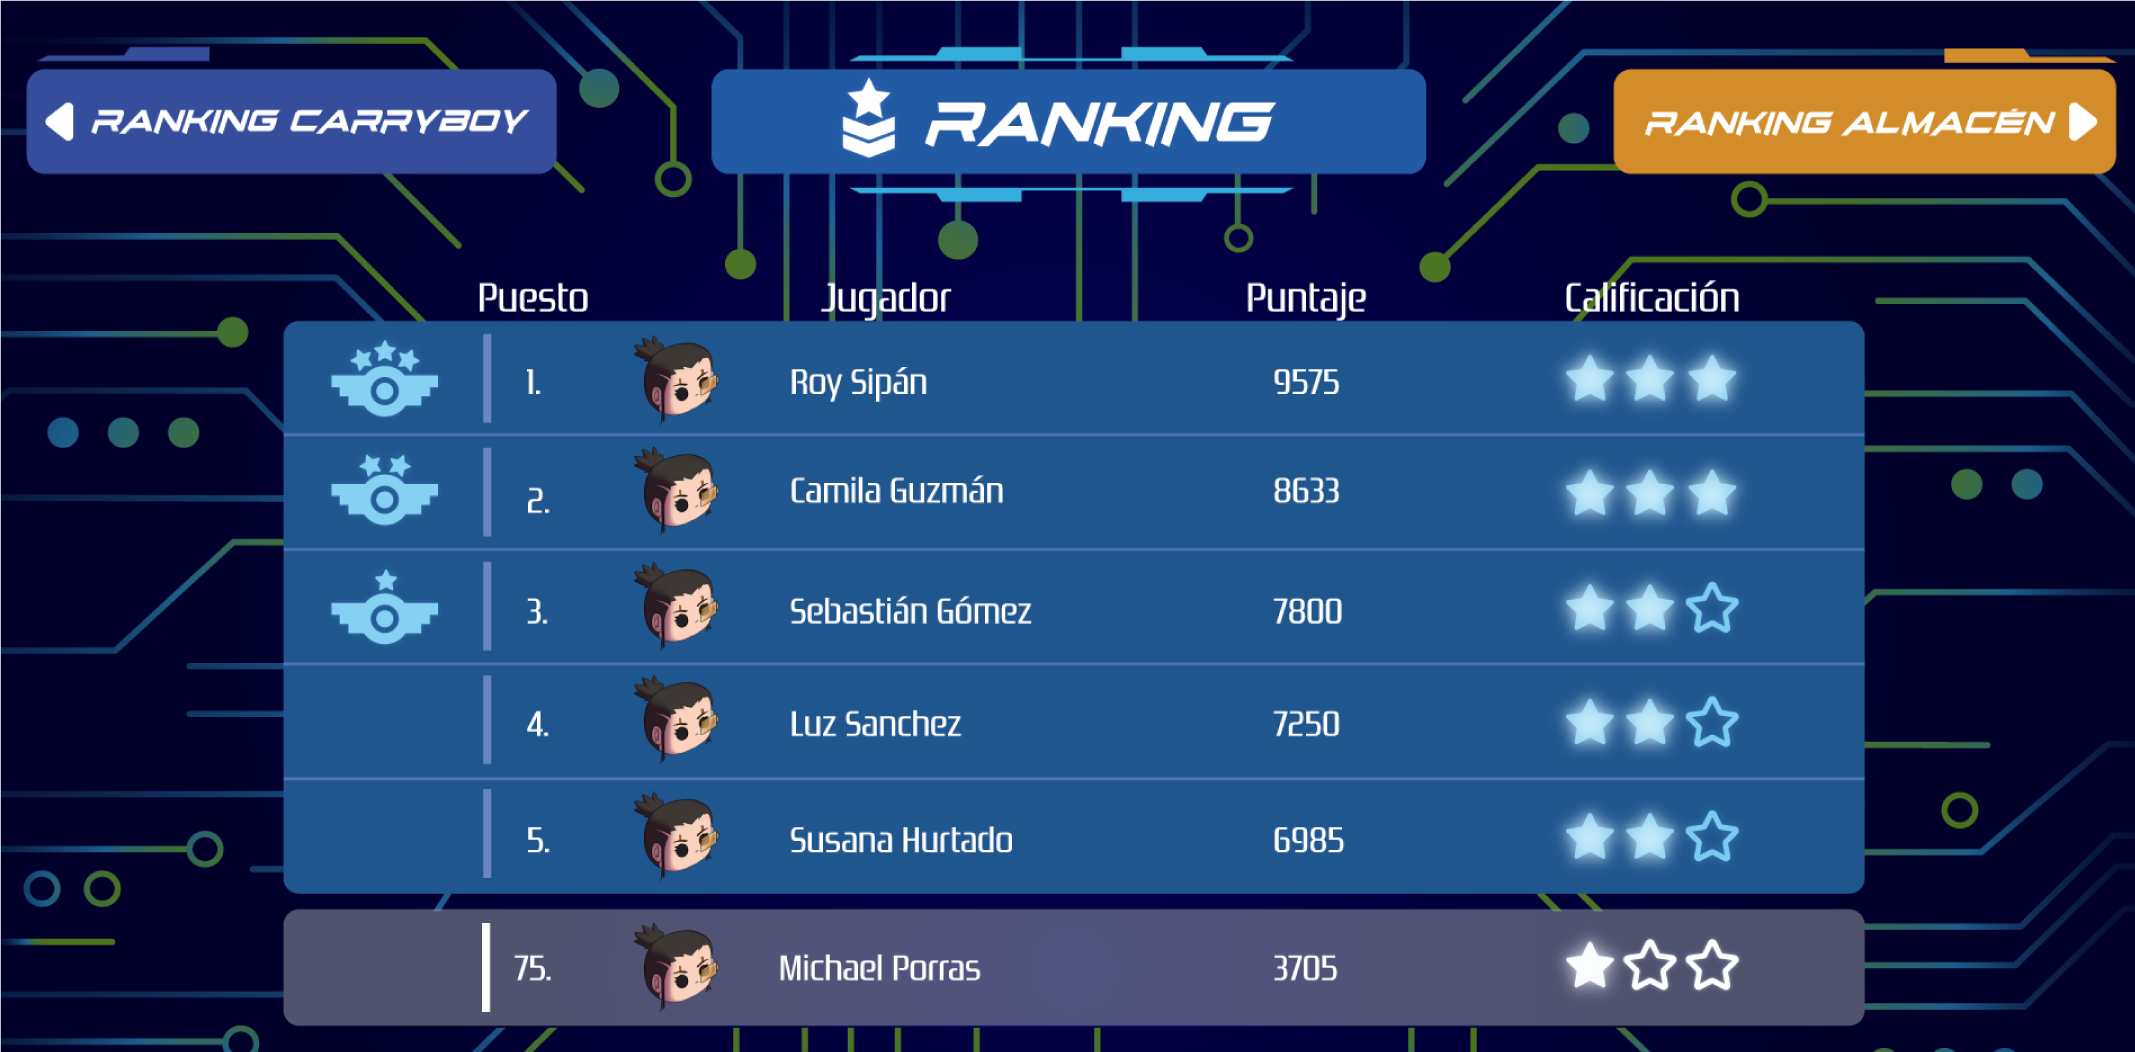 RANKING CARRYBOY
RANKING
RANKING ALMACÉN
Puesto Jugador Puntaje Calificación
1. Roy Sipán 9575
2. Camila Guzmán 8633
3. Sebastián Gómez 7800
4. Luz Sanchez 7250
5. Susana Hurtado 6985
75. Michael Porras 3705